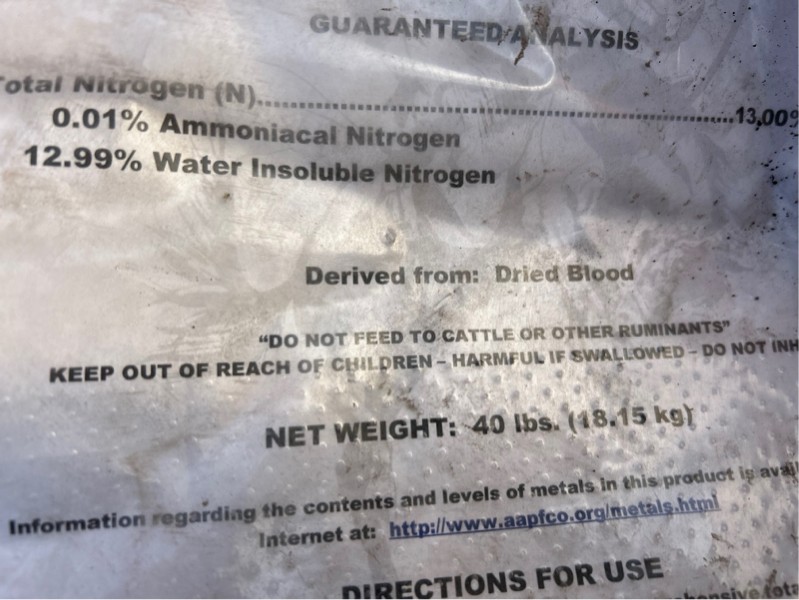 GUARANTEED ANALYSIS
otal Nitrogen (N)..........................................................13.00%
0.01% Ammoniacal Nitrogen
12.99% Water Insoluble Nitrogen
Derived from: Dried Blood
“DO NOT FEED TO CATTLE OR OTHER RUMINANTS”
KEEP OUT OF REACH OF CHILDREN – HARMFUL IF SWALLOWED – DO NOT INH
NET WEIGHT: 40 lbs. (18.15 kg)
Information regarding the contents and levels of metals in this product is avail
Internet at: http://www.aapfco.org/metals.html
DIRECTIONS FOR USE